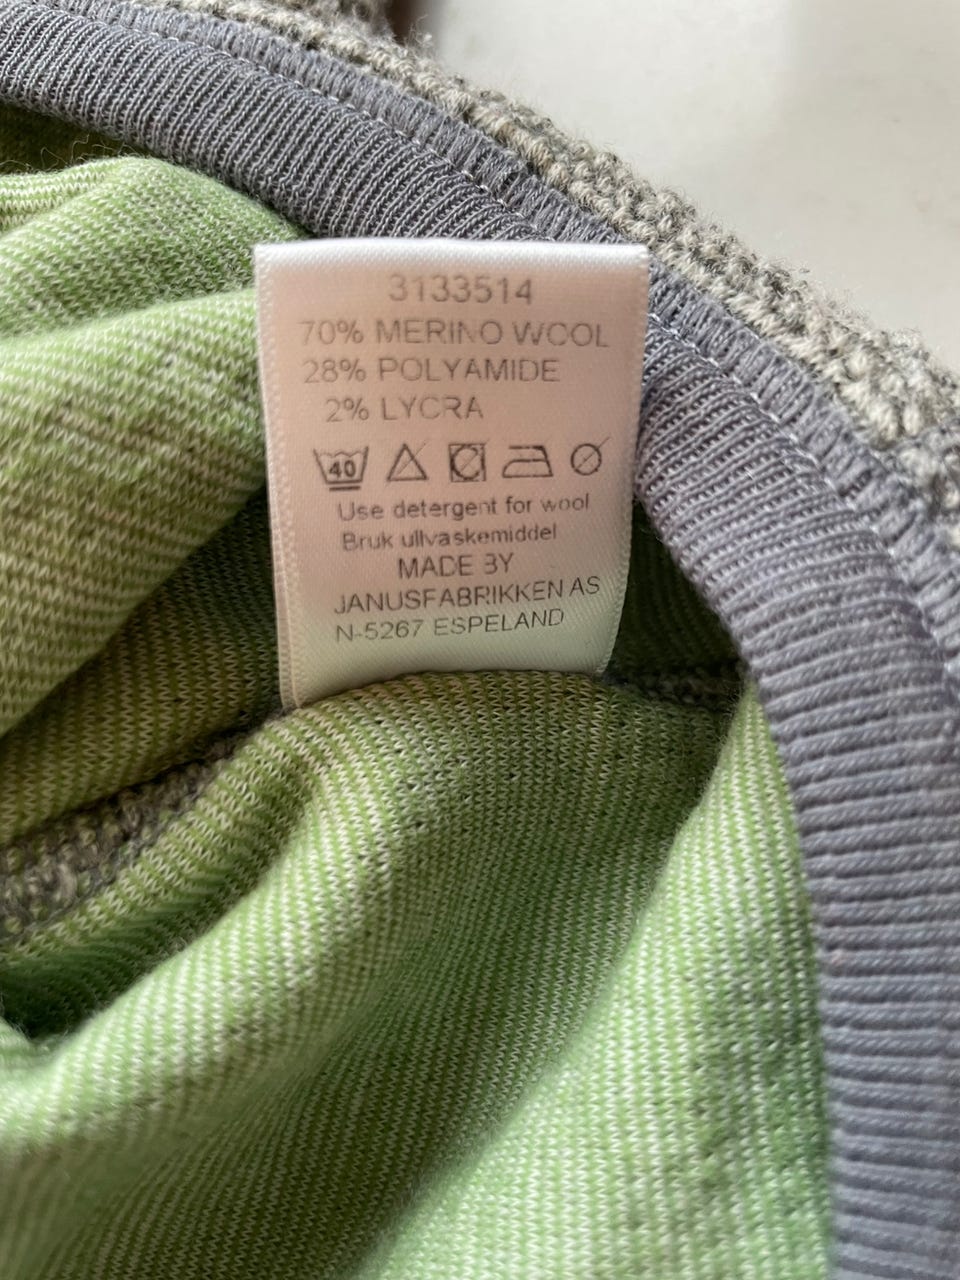 3133514
70% MERINO WOOL
28% POLYAMIDE
2% LYCRA
40
Use detergent for wool
Bruk ullvaskemiddel
MADE BY
JANUSFABRIKKEN AS
N-5267 ESPELAND